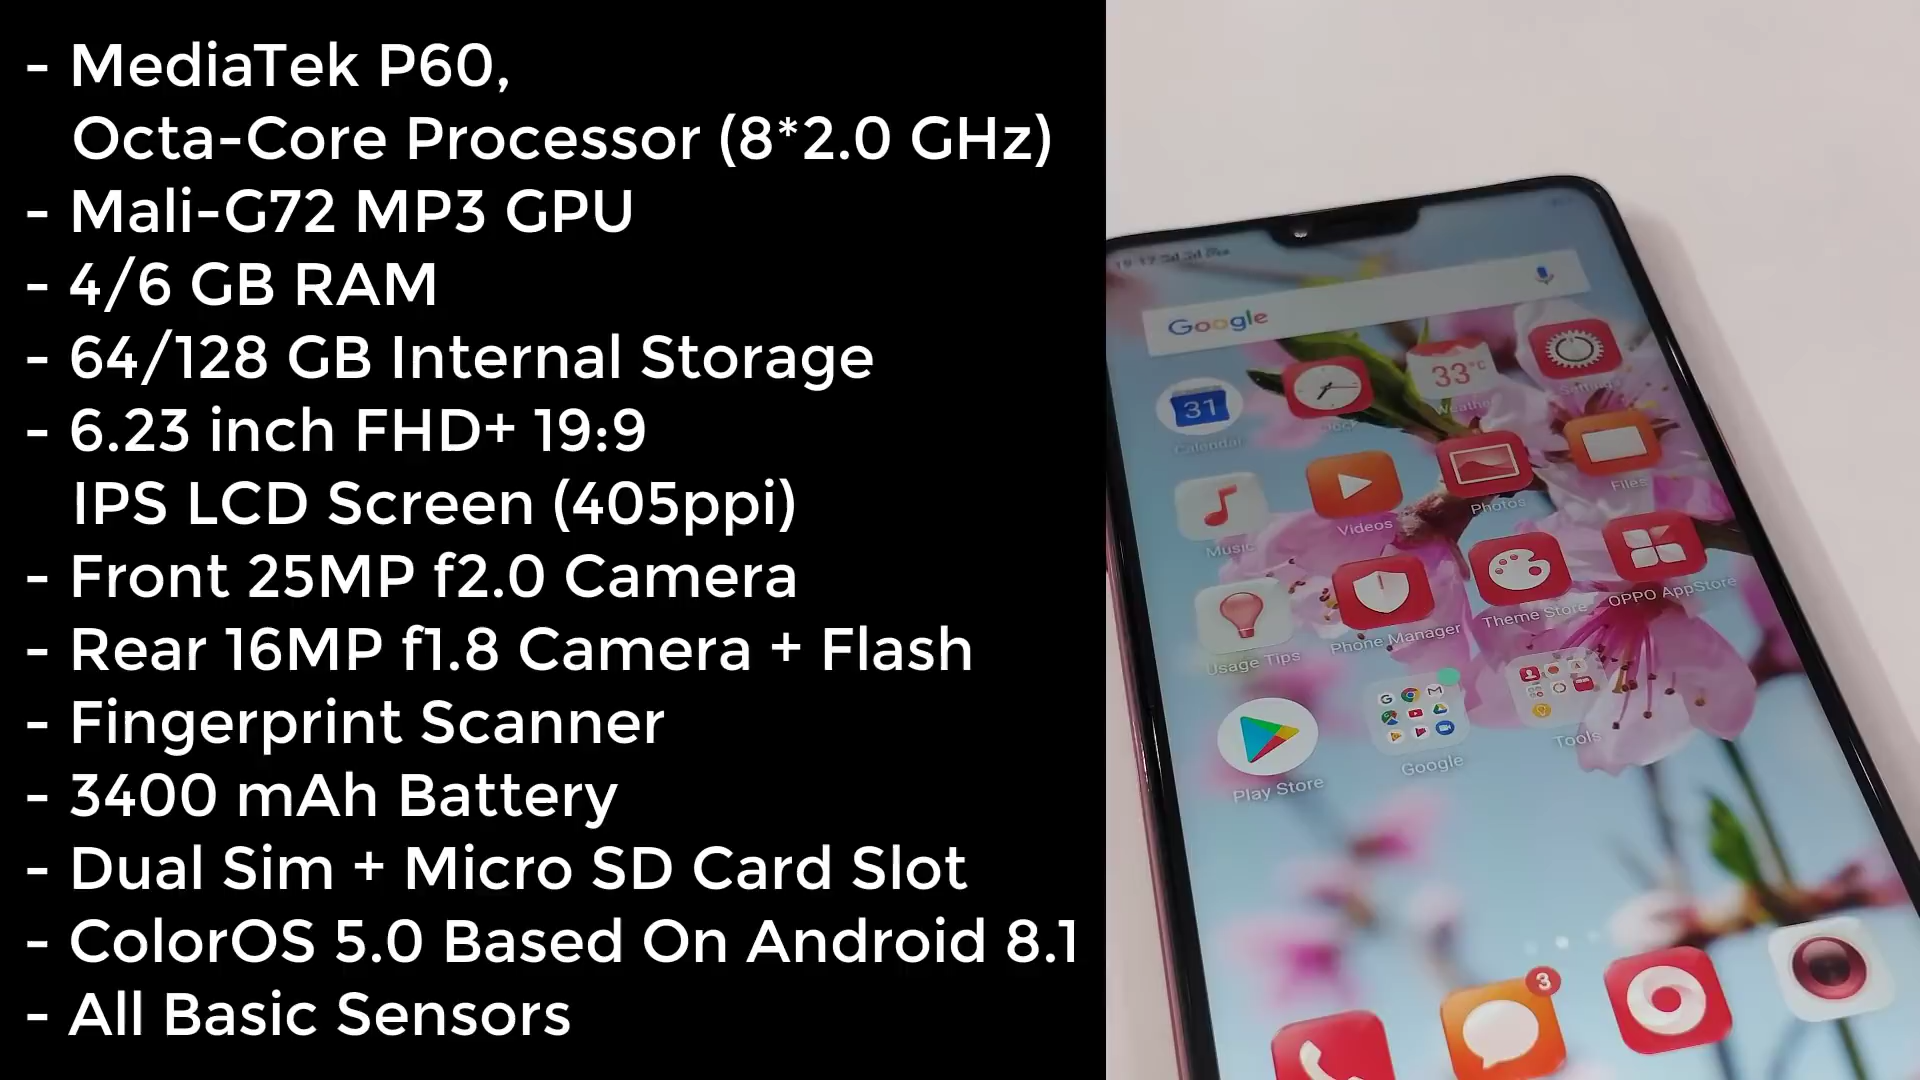 - MediaTek P60,
Octa-Core Processor (8*2.0 GHz)
- Mali-G72 MP3 GPU
- 4/6 GB RAM
- 64/128 GB Internal Storage
- 6.23 inch FHD+ 19:9
IPS LCD Screen (405ppi)
- Front 25MP f2.0 Camera
- Rear 16MP f1.8 Camera + Flash
- Fingerprint Scanner
- 3400 mAh Battery
- Dual Sim + Micro SD Card Slot
- ColorOS 5.0 Based On Android 8.1
- All Basic Sensors
Google
31
33°C
Calendar
Clock
Weather
Settings
Music
Videos
Photos
Files
Usage Tips
Phone Manager
Theme Store
OPPO AppStore
Play Store
Google
Tools
3